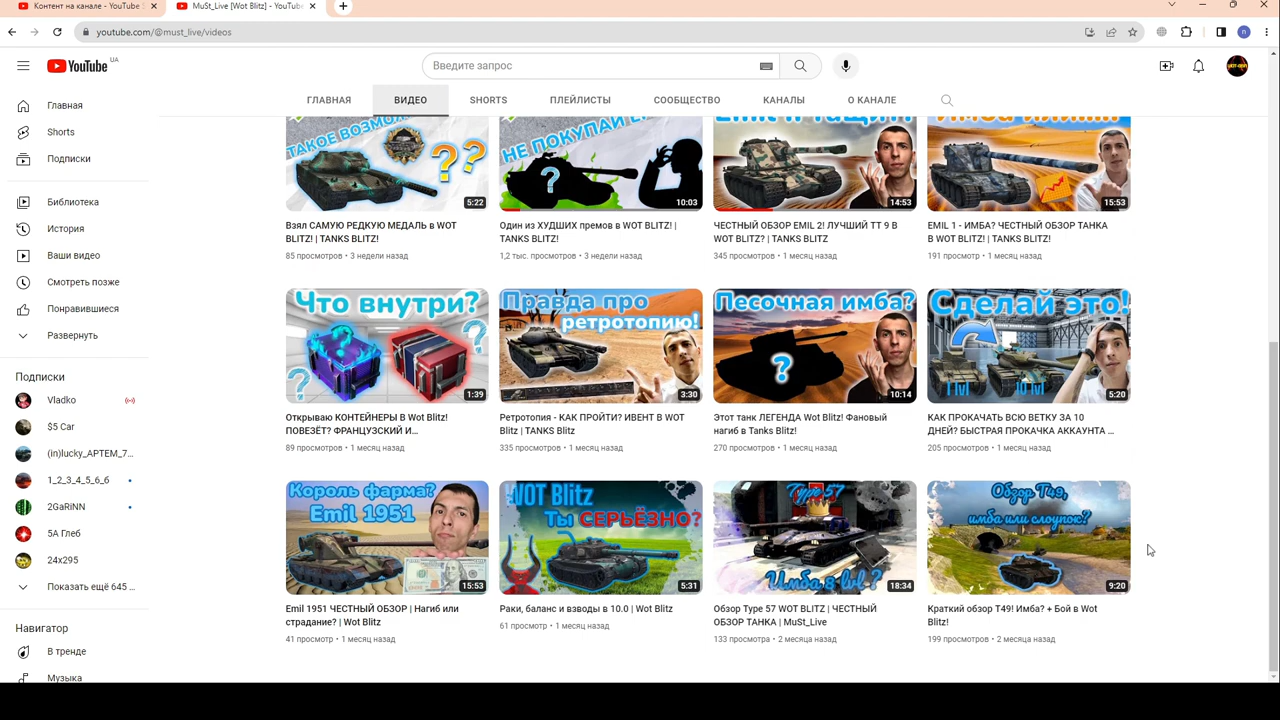 Контент на канале - YouTube
MuSt_Live [Wot Blitz] - YouTube
youtube.com/@must_live/videos
YouTube UA
Введите запрос
ГЛАВНАЯ ВИДЕО SHORTS ПЛЕЙЛИСТЫ СООБЩЕСТВО КАНАЛЫ О КАНАЛЕ
Главная
Shorts
Подписки
Библиотека
История
Ваши видео
Смотреть позже
Понравившиеся
Развернуть
Подписки
Vladko
$5 Car
(in)lucky_APTEM_7...
1_2_3_4_5_6_6
2GaRiNN
5А Глеб
24x295
Показать ещё 645 ...
Навигатор
В тренде
Музыка
ТАКОЕ ВОЗМОЖ
??
5:22
НЕ ПОКУПАЙ
?
10:03
14:53
15:53
Взял САМУЮ РЕДКУЮ МЕДАЛЬ в WOT
BLITZ! | TANKS BLITZ!
85 просмотров • 3 недели назад
Один из ХУДШИХ премов в WOT BLITZ! |
TANKS BLITZ!
1,2 тыс. просмотров • 3 недели назад
ЧЕСТНЫЙ ОБЗОР EMIL 2! ЛУЧШИЙ ТТ 9 В
WOT BLITZ? | TANKS BLITZ
345 просмотров • 1 месяц назад
EMIL 1 - ИМБА? ЧЕСТНЫЙ ОБЗОР ТАНКА
В WOT BLITZ! | TANKS BLITZ!
191 просмотр • 1 месяц назад
Что внутри?
?
?
1:39
Правда про
ретротопию!
3:30
Песочная имба?
?
10:14
Сделай это!
5:20
Открываю КОНТЕЙНЕРЫ В Wot Blitz!
ПОВЕЗЁТ? ФРАНЦУЗСКИЙ И...
89 просмотров • 1 месяц назад
Ретротопия - КАК ПРОЙТИ? ИВЕНТ В WOT
Blitz | TANKS Blitz
335 просмотров • 1 месяц назад
Этот танк ЛЕГЕНДА Wot Blitz! Фановый
нагиб в Tanks Blitz!
270 просмотров • 1 месяц назад
КАК ПРОКАЧАТЬ ВСЮ ВЕТКУ ЗА 10
ДНЕЙ? БЫСТРАЯ ПРОКАЧКА АККАУНТА ...
205 просмотров • 1 месяц назад
Король фарма?
Emil 1951
15:53
WOT Blitz
Ты СЕРЬЁЗНО?
5:31
Type 57
Имба 8 lvl ?
18:34
Обзор Т49,
имба или слоупок?
9:20
Emil 1951 ЧЕСТНЫЙ ОБЗОР | Нагиб или
страдание? | Wot Blitz
41 просмотр • 1 месяц назад
Раки, баланс и взводы в 10.0 | Wot Blitz
61 просмотр • 1 месяц назад
Обзор Type 57 WOT BLITZ | ЧЕСТНЫЙ
ОБЗОР ТАНКА | MuSt_Live
133 просмотра • 2 месяца назад
Краткий обзор Т49! Имба? + Бой в Wot
Blitz!
199 просмотров • 2 месяца назад